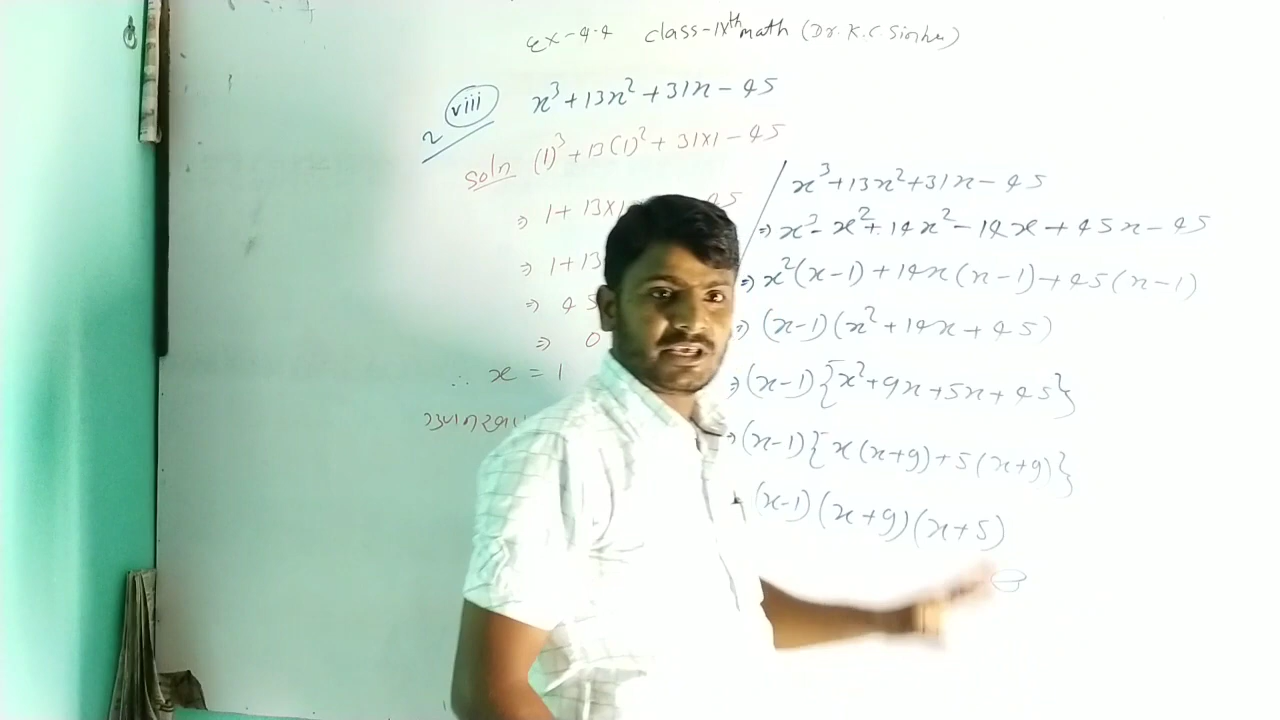 Ex-4.4 class-IXth math (Dr. K.C. Sinha)
2 viii x³ + 13x² + 31x - 45
Soln (1)³ + 13(1)² + 31×1 - 45
⇒ 1 + 13×1 45
⇒ 1 + 13
⇒ 45
⇒ 0
∴ x = 1
x³ + 13x² + 31x - 45
⇒ x³ - x² + 14x² - 14x + 45x - 45
⇒ x²(x-1) + 14x(x-1) + 45(x-1)
⇒ (x-1)(x² + 14x + 45)
⇒ (x-1){x² + 9x + 5x + 45}
⇒ (x-1){x(x+9) + 5(x+9)}
(x-1)(x+9)(x+5)